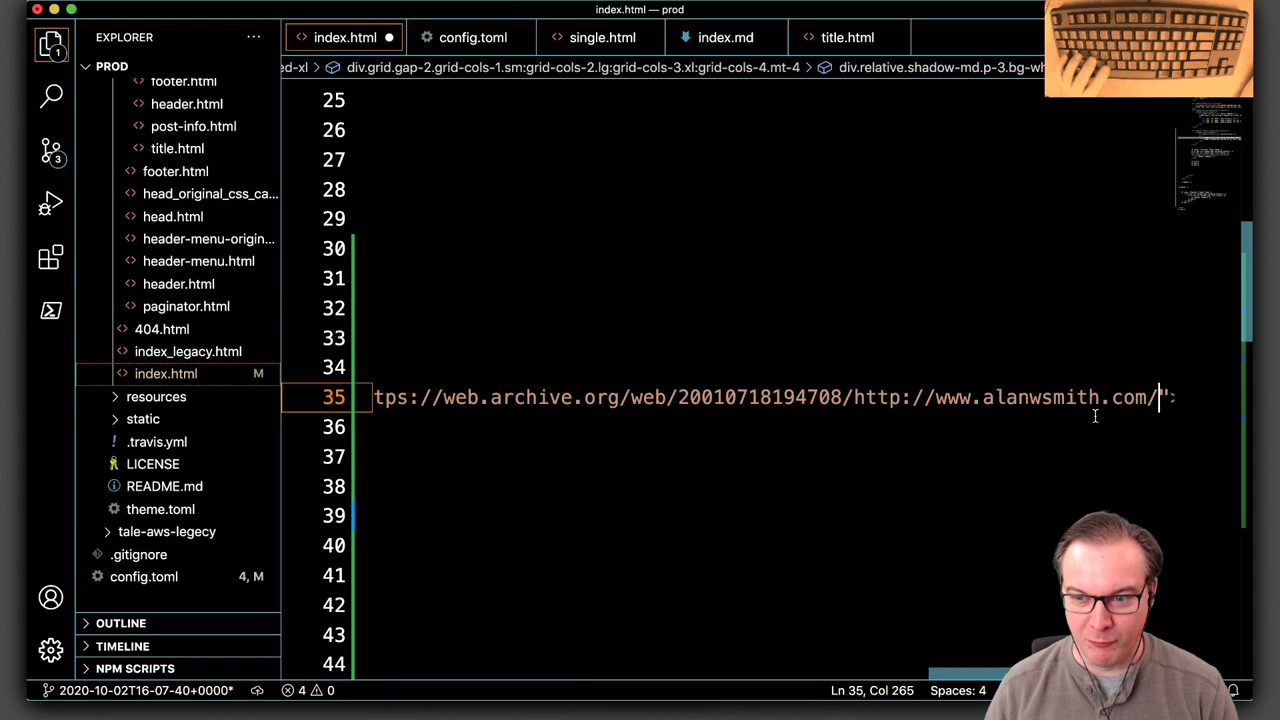 index.html — prod
EXPLORER
index.html
config.toml
single.html
index.md
title.html
PROD
ed-xl > div.grid.gap-2.grid-cols-1.sm:grid-cols-2.lg:grid-cols-3.xl:grid-cols-4.mt-4 > div.relative.shadow-md.p-3.bg-wh
footer.html
header.html
post-info.html
title.html
footer.html
head_original_css_ca...
head.html
header-menu-origin...
header-menu.html
header.html
paginator.html
404.html
index_legacy.html
index.html M
resources
static
.travis.yml
LICENSE
README.md
theme.toml
tale-aws-legacy
.gitignore
config.toml 4, M
OUTLINE
TIMELINE
NPM SCRIPTS
1
3
25
26
27
28
29
30
31
32
33
34
35 tps://web.archive.org/web/20010718194708/http://www.alanwsmith.com/">
36
37
38
39
40
41
42
43
44
2020-10-02T16-07-40+0000* 4 0 Ln 35, Col 265 Spaces: 4